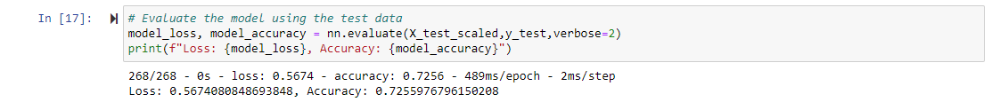 In [17]: # Evaluate the model using the test data
model_loss, model_accuracy = nn.evaluate(X_test_scaled,y_test,verbose=2)
print(f"Loss: {model_loss}, Accuracy: {model_accuracy}")
268/268 - 0s - loss: 0.5674 - accuracy: 0.7256 - 489ms/epoch - 2ms/step
Loss: 0.5674080848693848, Accuracy: 0.7255976796150208